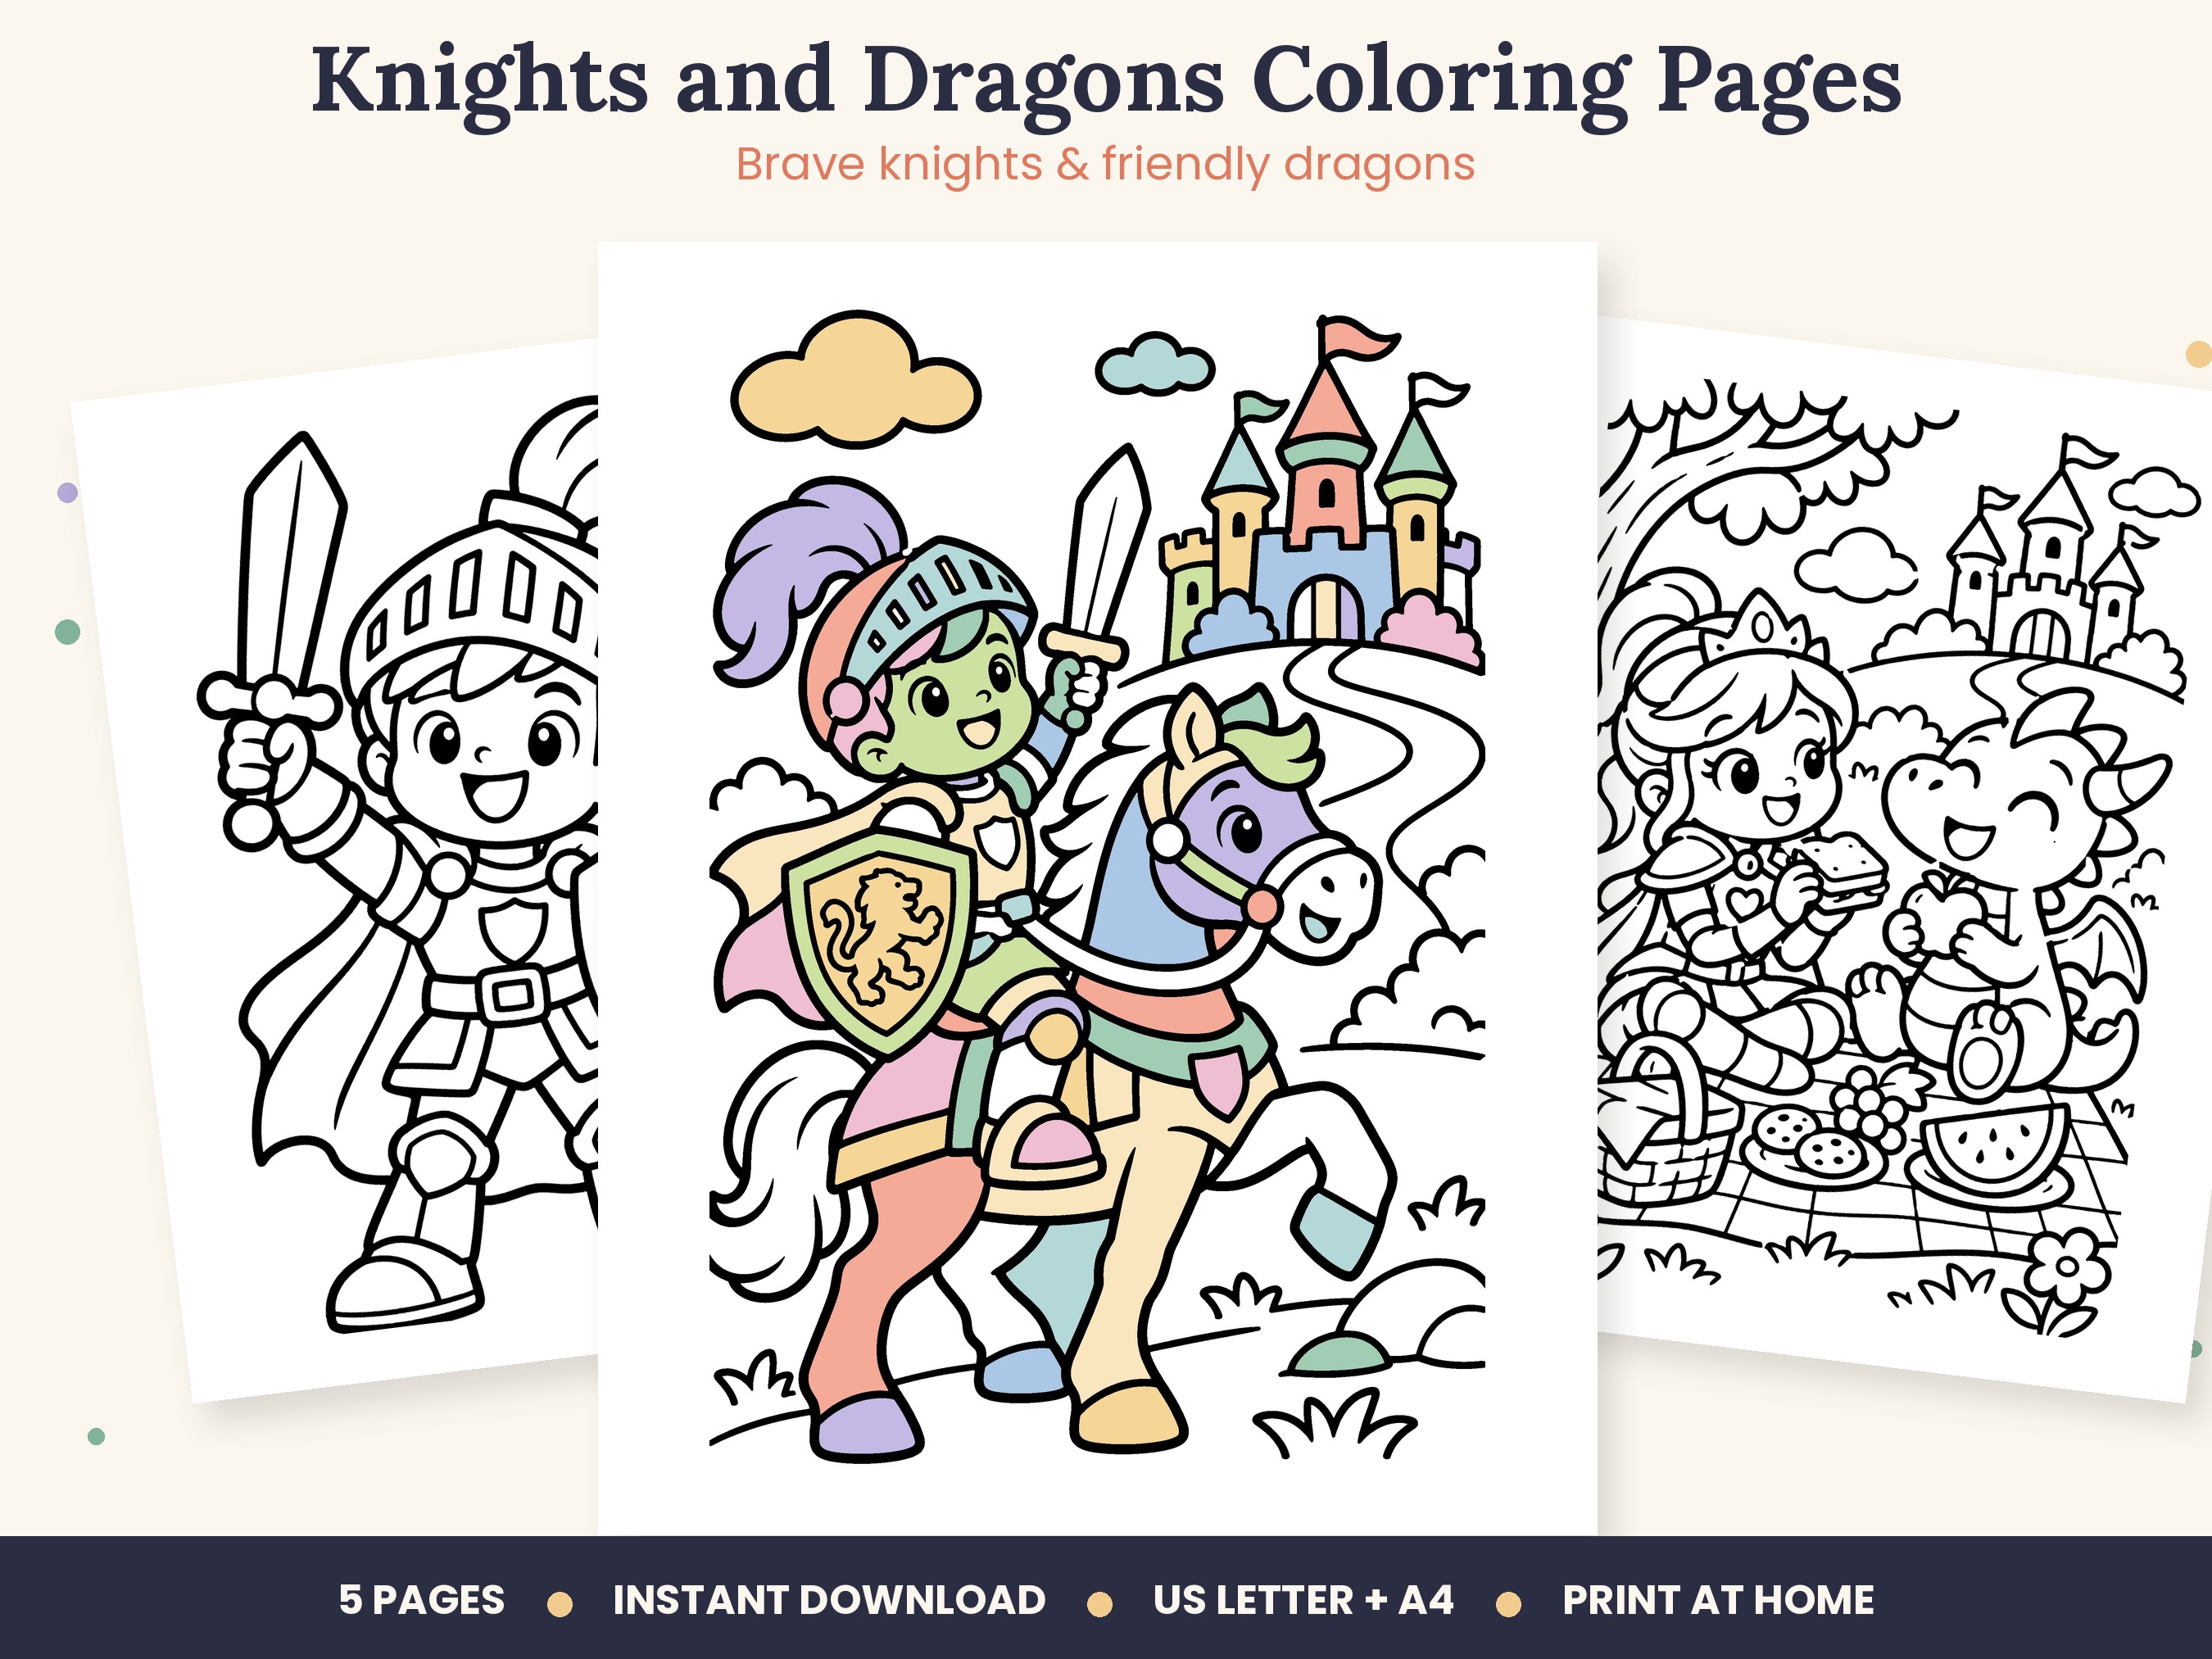 Knights and Dragons Coloring Pages
Brave knights & friendly dragons
5 PAGES ● INSTANT DOWNLOAD ● US LETTER + A4 ● PRINT AT HOME